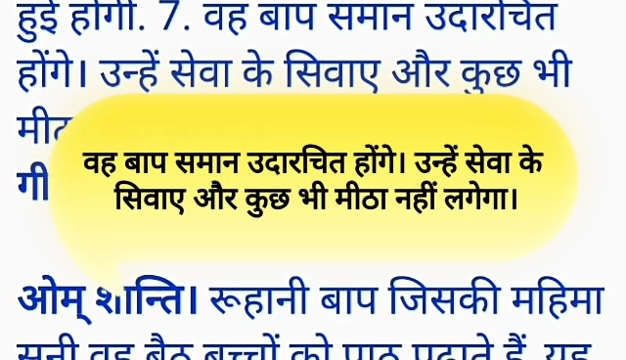 हुई होगी. 7. वह बाप समान उदारचित
होंगे। उन्हें सेवा के सिवाए और कुछ भी
वह बाप समान उदारचित होंगे। उन्हें सेवा के
सिवाए और कुछ भी मीठा नहीं लगेगा।
ओम् शान्ति। रूहानी बाप जिसकी महिमा
सुनी वह बैठ बच्चों को पाठ पढ़ाते हैं, यह